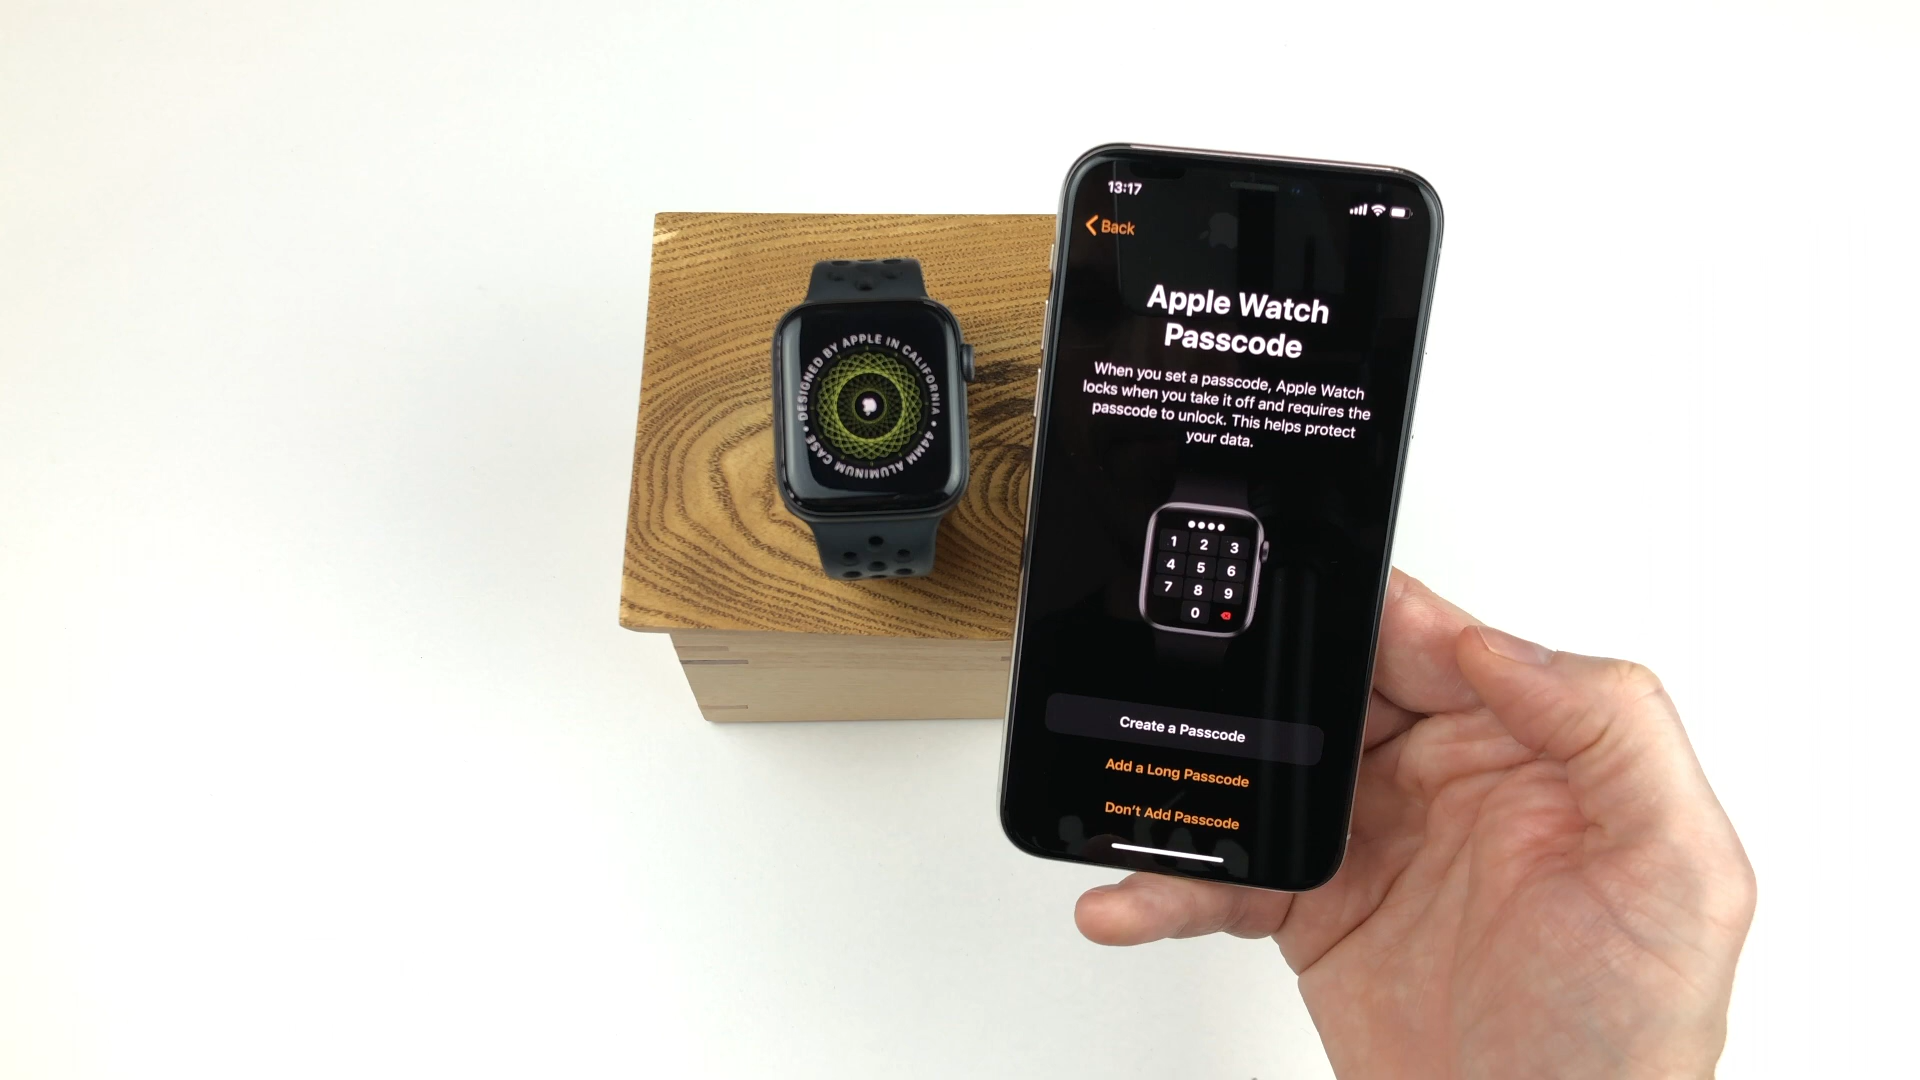 DESIGNED BY APPLE IN CALIFORNIA • 44MM ALUMINUM CASE •
13:17
Back
Apple Watch
Passcode
When you set a passcode, Apple Watch
locks when you take it off and requires the
passcode to unlock. This helps protect
your data.
1 2 3
4 5 6
7 8 9
0
Create a Passcode
Add a Long Passcode
Don't Add Passcode